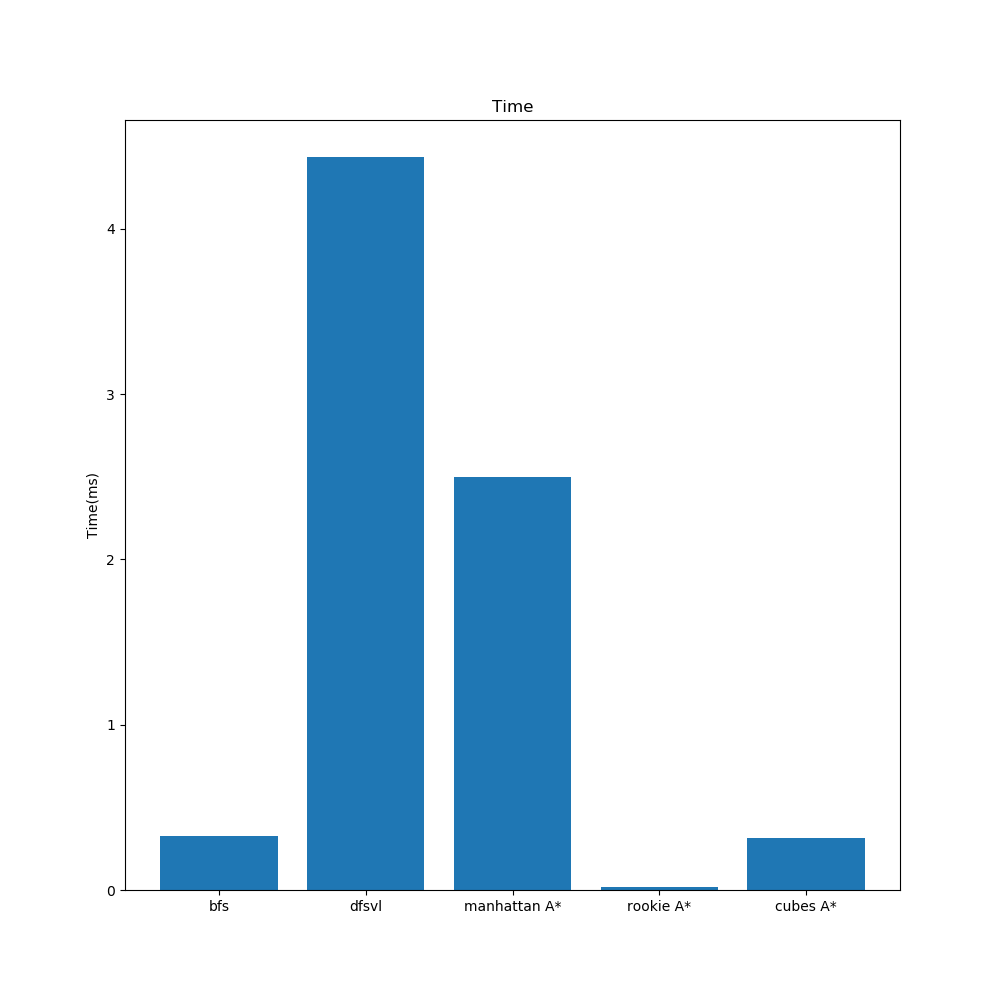 Time
4
3
2
1
0
Time(ms)
bfs
dfsvl
manhattan A*
rookie A*
cubes A*